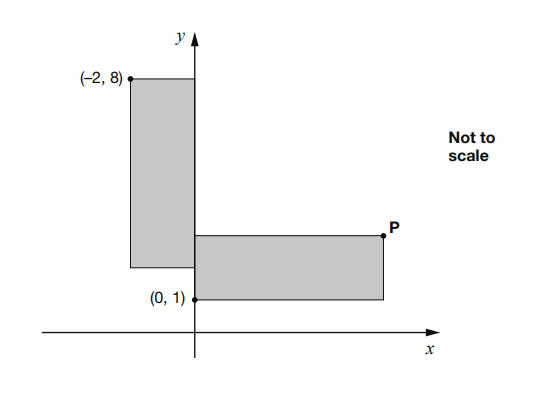 y
(–2, 8)
Not to
scale
P
(0, 1)
x